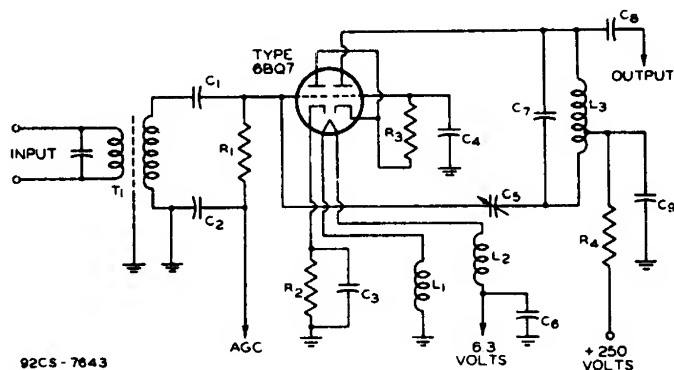 TYPE
6BQ7
C8
OUTPUT
C1
C7
L3
INPUT
T1
R1
R3
C4
C2
C5
C9
R4
L2
R2
C3
L1
C6
AGC
6.3
VOLTS
+250
VOLTS
92CS-7643